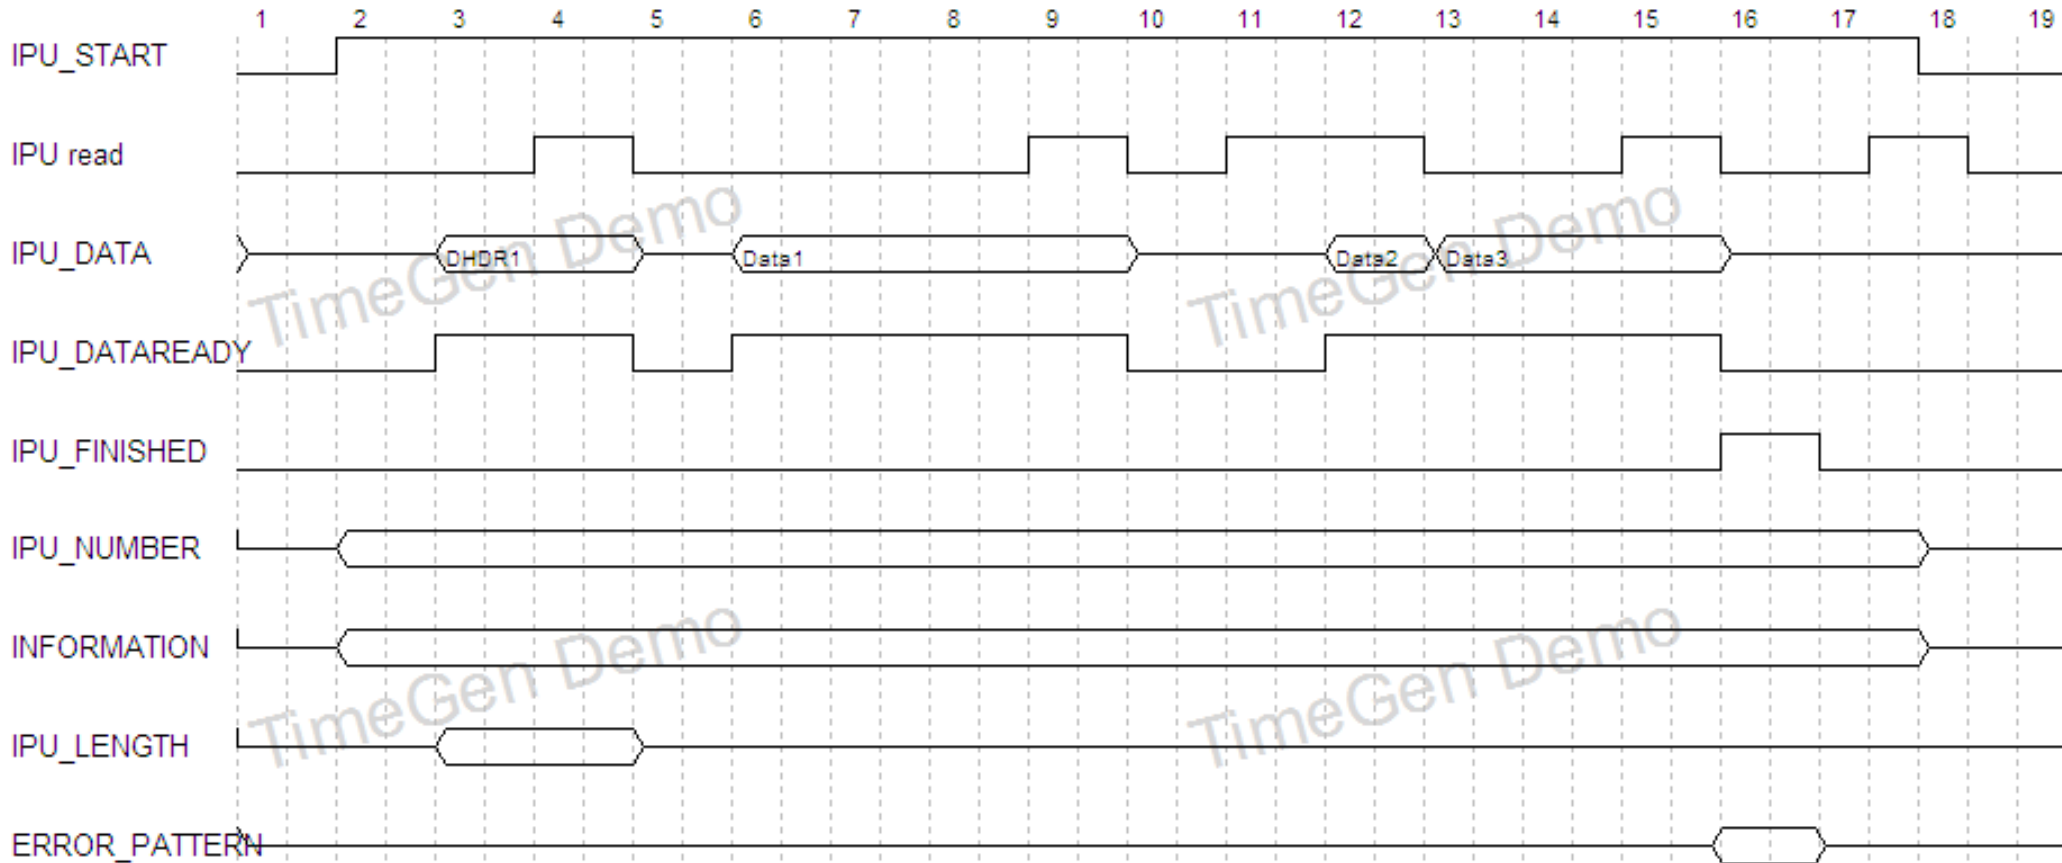 1 2 3 4 5 6 7 8 9 10 11 12 13 14 15 16 17 18 19
IPU_START
IPU read
IPU_DATA DHDR1 Data1 Data2 Data3
IPU_DATAREADY
IPU_FINISHED
IPU_NUMBER
INFORMATION
IPU_LENGTH
ERROR_PATTERN
TimeGen Demo
TimeGen Demo
TimeGen Demo
TimeGen Demo